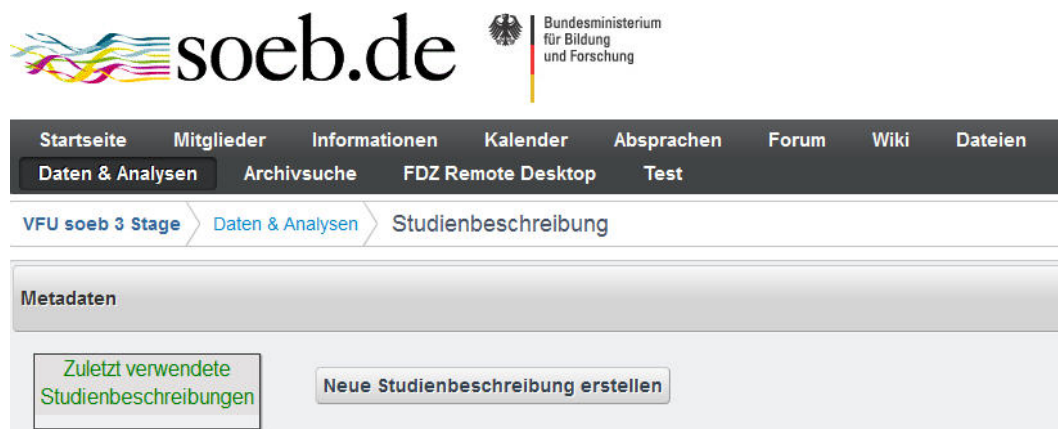 soeb.de
Bundesministerium
für Bildung
und Forschung
Startseite Mitglieder Informationen Kalender Absprachen Forum Wiki Dateien
Daten & Analysen Archivsuche FDZ Remote Desktop Test
VFU soeb 3 Stage Daten & Analysen Studienbeschreibung
Metadaten
Zuletzt verwendete
Studienbeschreibungen
Neue Studienbeschreibung erstellen